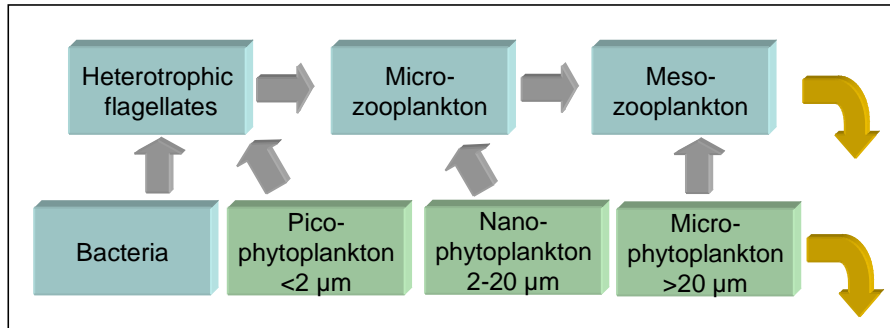 Heterotrophic
flagellates
Micro-
zooplankton
Meso-
zooplankton
Bacteria
Pico-
phytoplankton
<2 µm
Nano-
phytoplankton
2-20 µm
Micro-
phytoplankton
>20 µm